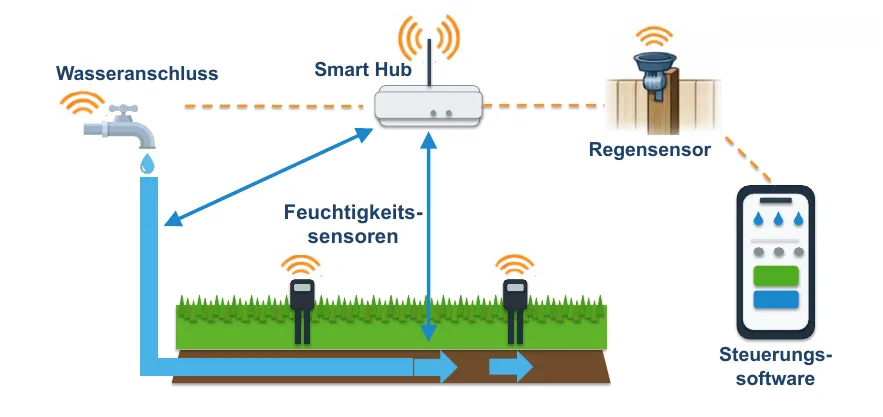 Wasseranschluss
Smart Hub
Regensensor
Feuchtigkeits-
sensoren
Steuerungs-
software